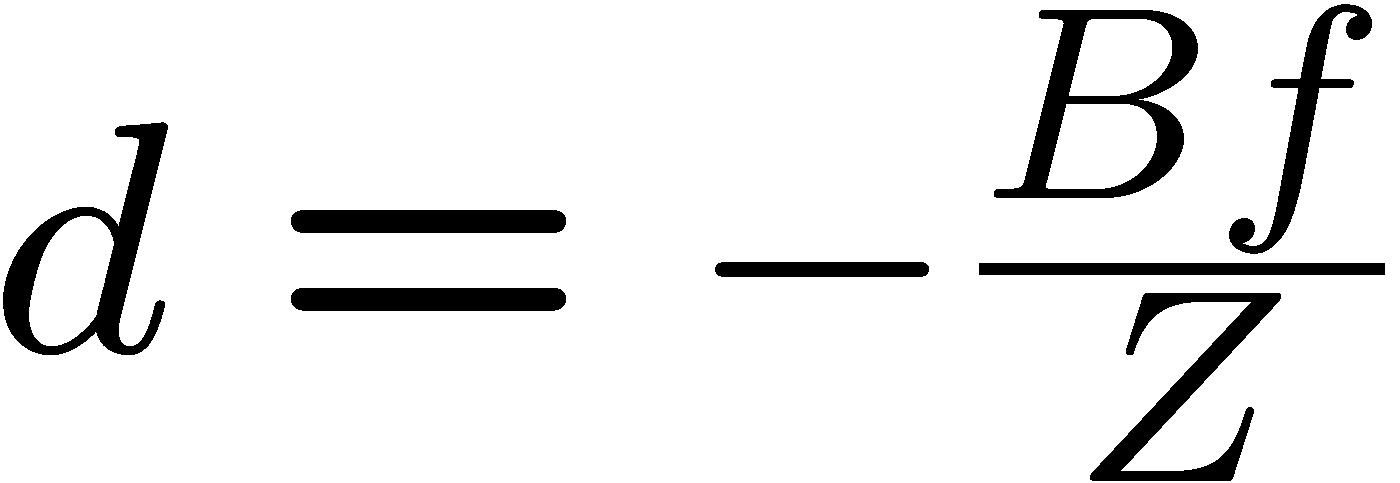 d = -\frac{Bf}{Z}